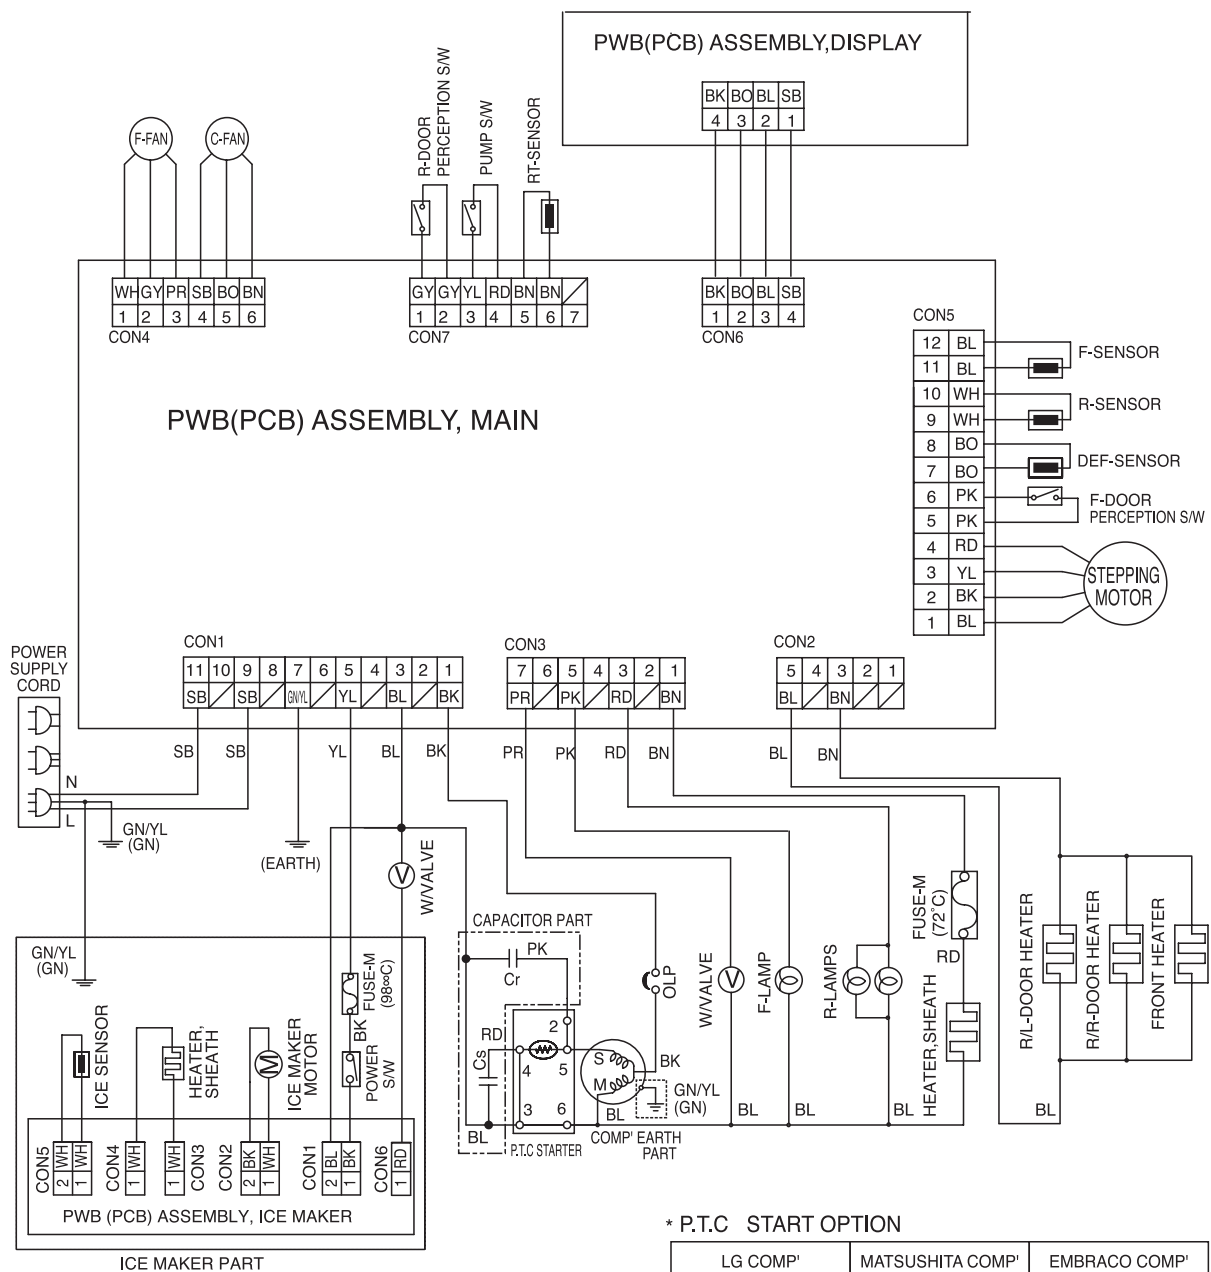 PWB(PCB) ASSEMBLY,DISPLAY
BK BO BL SB
4 3 2 1
F-FAN
C-FAN
R-DOOR
PERCEPTION S/W
PUMP S/W
RT-SENSOR
WH GY PR SB BO BN
1 2 3 4 5 6
CON4
GY GY YL RD BN BN
1 2 3 4 5 6 7
CON7
BK BO BL SB
1 2 3 4
CON6
CON5
12 BL
11 BL
10 WH
9 WH
8 BO
7 BO
6 PK
5 PK
4 RD
3 YL
2 BK
1 BL
F-SENSOR
R-SENSOR
DEF-SENSOR
F-DOOR
PERCEPTION S/W
STEPPING
MOTOR
PWB(PCB) ASSEMBLY, MAIN
POWER
SUPPLY
CORD
CON1
11 10 9 8 7 6 5 4 3 2 1
SB SB GN/YL YL BL BK
CON3
7 6 5 4 3 2 1
PR PK RD BN
CON2
5 4 3 2 1
BL BN
SB SB YL BL BK PR PK RD BN BL BN
N
L
GN/YL
(GN)
(EARTH)
W/VALVE
CAPACITOR PART
PK
Cr
OLP
W/VALVE
F-LAMP
R-LAMPS
FUSE-M
(72°C)
RD
HEATER,SHEATH
R/L-DOOR HEATER
R/R-DOOR HEATER
FRONT HEATER
GN/YL
(GN)
FUSE-M
(98∞C)
BK
POWER
S/W
ICE SENSOR
HEATER,
SHEATH
M
ICE MAKER
MOTOR
RD
Cs
2
4 5
3 6
S
M
BK
GN/YL
(GN)
BL
BL
BL
BL
BL
BL
P.T.C STARTER
COMP'
EARTH
PART
CON5
2 WH
1 WH
CON4
1 WH
1 WH
CON3
CON2
2 BK
1 WH
CON1
2 BL
1 BK
CON6
1 RD
PWB (PCB) ASSEMBLY, ICE MAKER
ICE MAKER PART
* P.T.C START OPTION
LG COMP' MATSUSHITA COMP' EMBRACO COMP'
V
V